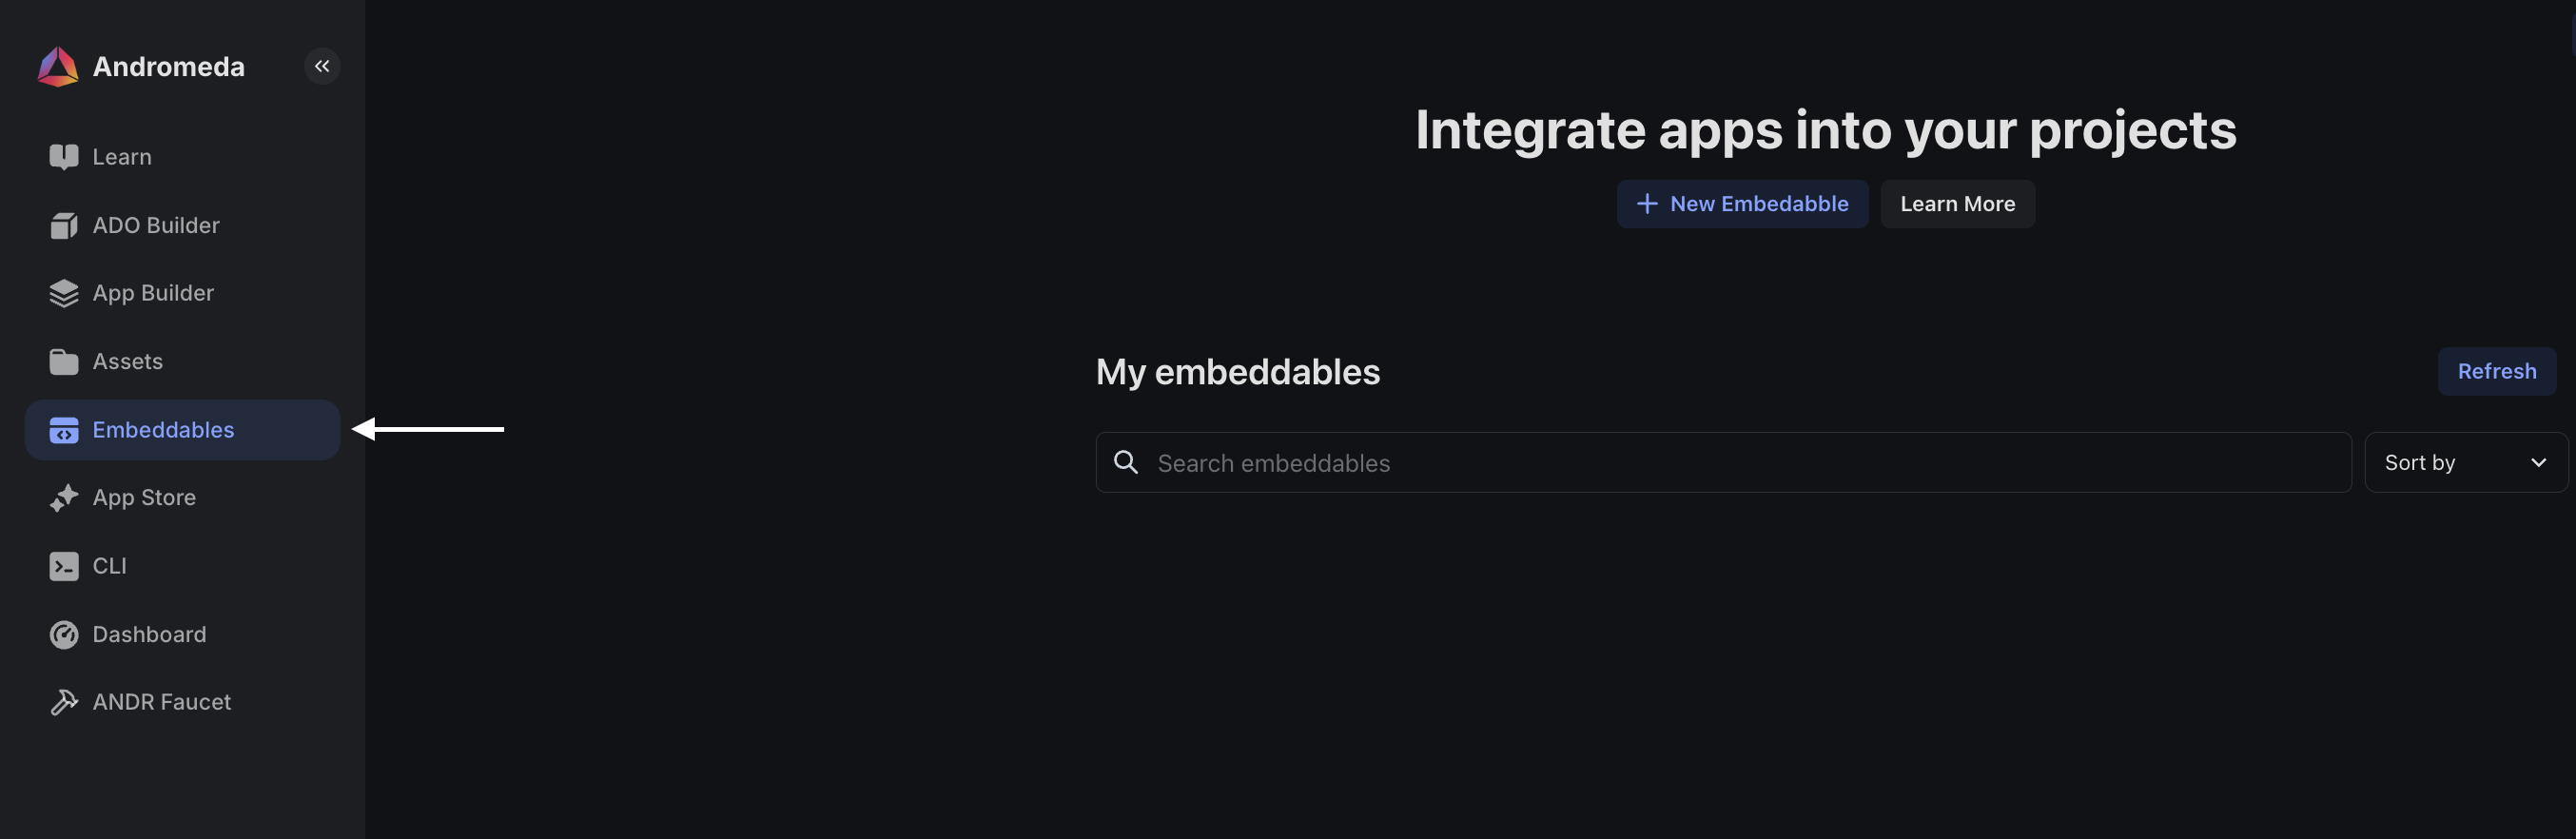 Andromeda
Learn
ADO Builder
App Builder
Assets
Embeddables
App Store
CLI
Dashboard
ANDR Faucet
Integrate apps into your projects
New Embedabble
Learn More
My embeddables
Refresh
Search embeddables
Sort by